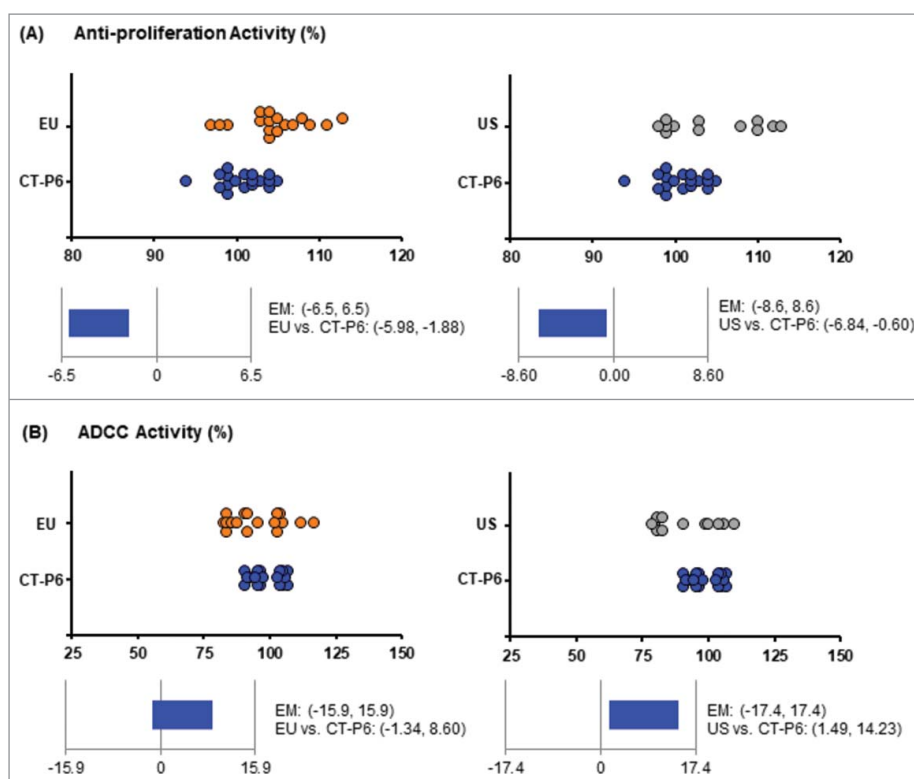 (A) Anti-proliferation Activity (%)
EU
CT-P6
80 90 100 110 120
US
CT-P6
80 90 100 110 120
EM: (-6.5, 6.5)
EU vs. CT-P6: (-5.98, -1.88)
-6.5 0 6.5
EM: (-8.6, 8.6)
US vs. CT-P6: (-6.84, -0.60)
-8.60 0.00 8.60
(B) ADCC Activity (%)
EU
CT-P6
25 50 75 100 125 150
US
CT-P6
25 50 75 100 125 150
EM: (-15.9, 15.9)
EU vs. CT-P6: (-1.34, 8.60)
-15.9 0 15.9
EM: (-17.4, 17.4)
US vs. CT-P6: (1.49, 14.23)
-17.4 0 17.4